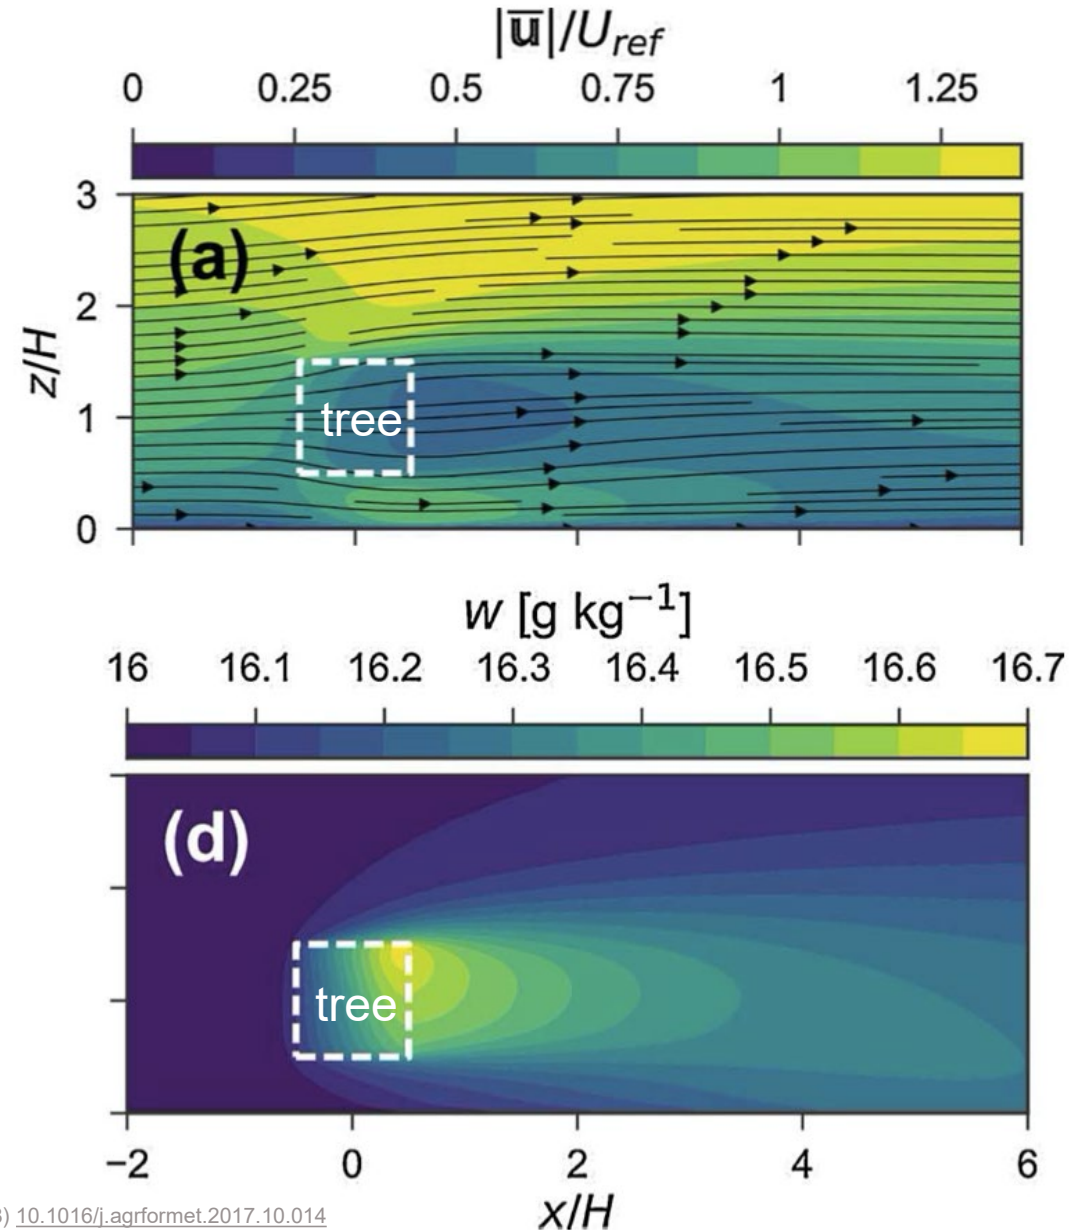 |u̅|/U_ref
0 0.25 0.5 0.75 1 1.25
3
(a)
2
z/H
1
tree
0
w [g kg⁻¹]
16 16.1 16.2 16.3 16.4 16.5 16.6 16.7
(d)
tree
−2 0 2 4 6
) 10.1016/j.agrformet.2017.10.014
x/H